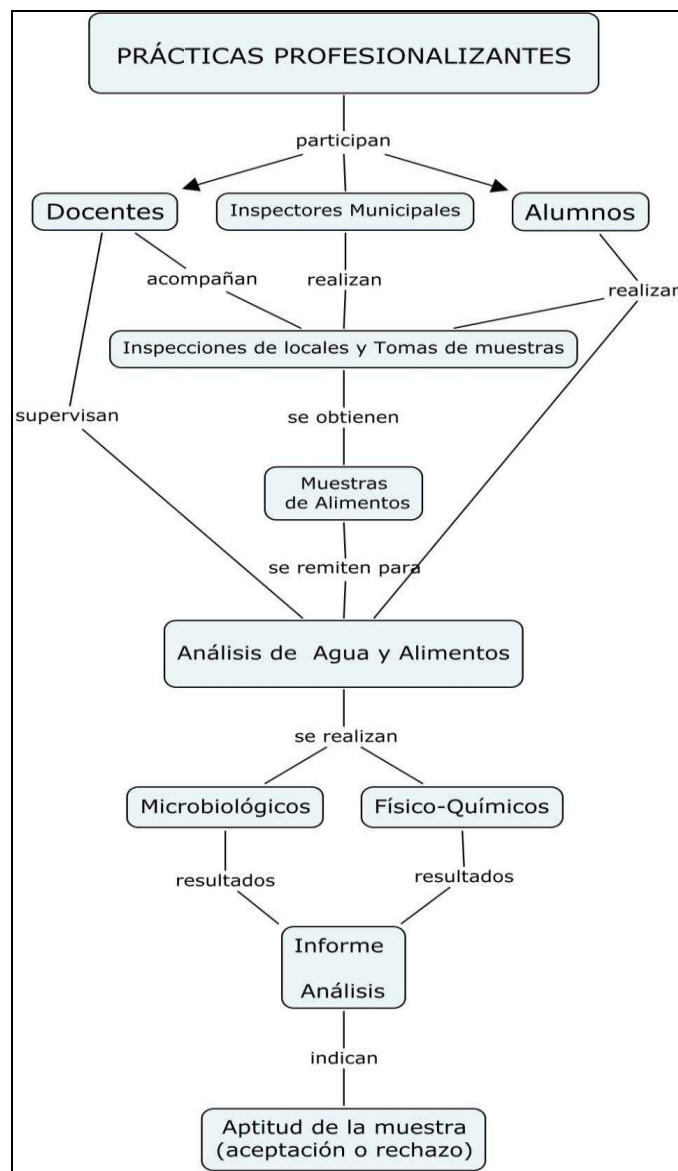 PRÁCTICAS PROFESIONALIZANTES
participan
Docentes
Inspectores Municipales
Alumnos
acompañan
realizan
realizan
Inspecciones de locales y Tomas de muestras
supervisan
se obtienen
Muestras
de Alimentos
se remiten para
Análisis de Agua y Alimentos
se realizan
Microbiológicos
Físico-Químicos
resultados
resultados
Informe
Análisis
indican
Aptitud de la muestra
(aceptación o rechazo)